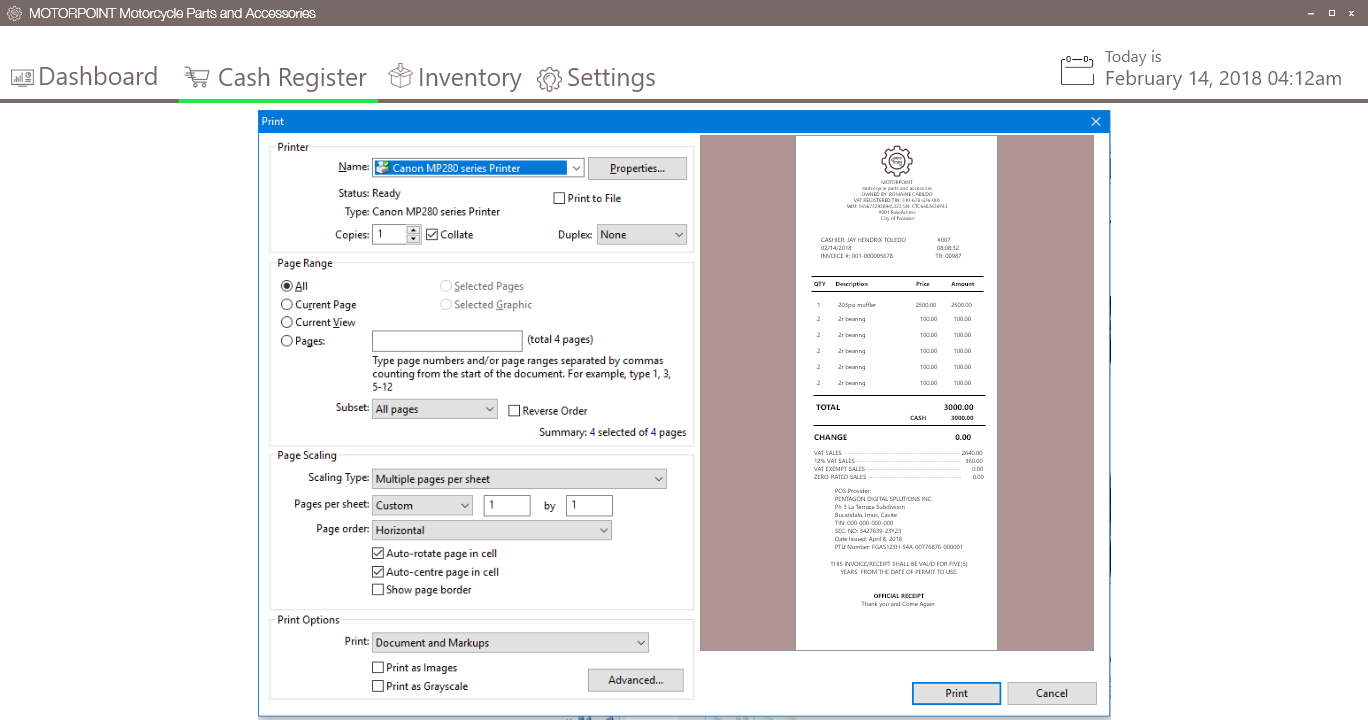 MOTORPOINT Motorcycle Parts and Accessories
Dashboard Cash Register Inventory Settings
Today is
February 14, 2018 04:12am
Print
Printer
Name: Canon MP280 series Printer Properties...
Status: Ready
Print to File
Type: Canon MP280 series Printer
Copies: 1 Collate Duplex: None
Page Range
All Selected Pages
Current Page Selected Graphic
Current View
Pages: (total 4 pages)
Type page numbers and/or page ranges separated by commas
counting from the start of the document. For example, type 1, 3,
5-12
Subset: All pages Reverse Order
Summary: 4 selected of 4 pages
Page Scaling
Scaling Type: Multiple pages per sheet
Pages per sheet: Custom 1 by 1
Page order: Horizontal
Auto-rotate page in cell
Auto-centre page in cell
Show page border
Print Options
Print: Document and Markups
Print as Images
Print as Grayscale
Advanced...
MOTORPOINT
motorcycle parts and accesories
OWNED BY: ROMAINE CABILDO
VAT REGISTERED TIN: 310-678-876-001
City of Palawan
CASHIER: JAY HENDRIX TOLEDO #007
02/14/2018 08:08:32
INVOICE #: 001-000005678 TR: 00987
QTY Description Price Amount
1 203psi muffler 2500.00 2500.00
2 2r bearing 100.00 100.00
2 2r bearing 100.00 100.00
2 2r bearing 100.00 100.00
2 2r bearing 100.00 100.00
2 2r bearing 100.00 100.00
TOTAL 3000.00
CASH 3000.00
CHANGE 0.00
VAT SALES 2640.00
12% VAT SALES 360.00
VAT EXEMPT SALES 0.00
ZERO-RATED SALES 0.00
POS Provider:
PENTAGON DIGITAL SPLUTIONS INC.
Ph 3 La Terraza Subdivsion
Bucandala, Imus, Cavite
TIN: 000-000-000-000
SEC. NO: 3427639-23Y23
Date Issued: April 8, 2018
PTU Number: FGAS123H-54A-00776876-000001
THIS INVOICE/RECEIPT SHALL BE VALID FOR FIVE(5)
YEARS FROM THE DATE OF PERMIT TO USE.
OFFICIAL RECEIPT
Thank you and Come Again
Print Cancel